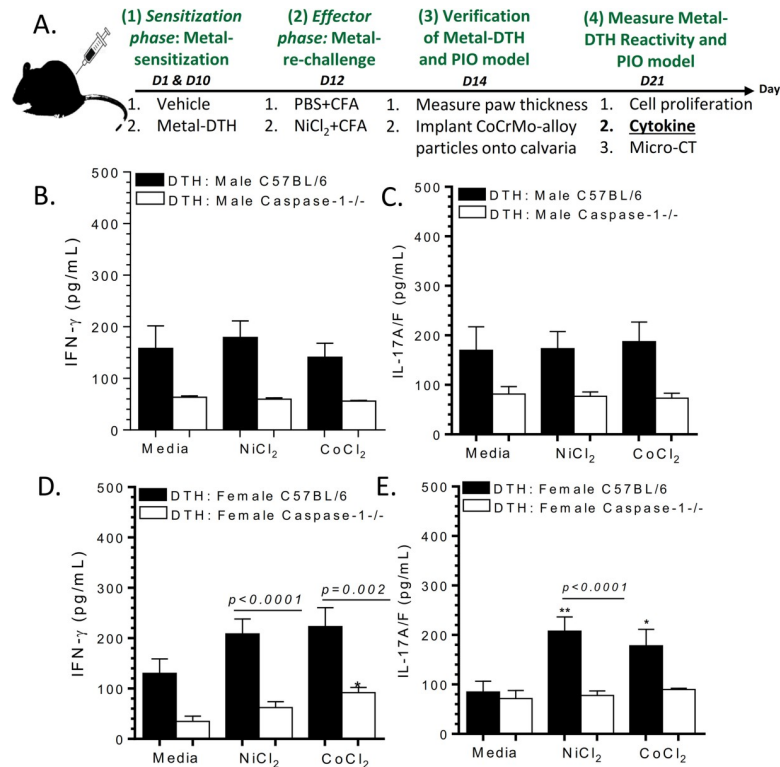 A.
(1) Sensitization
phase: Metal-
sensitization
D1 & D10
1. Vehicle
2. Metal-DTH
(2) Effector
phase: Metal-
re-challenge
D12
1. PBS+CFA
2. NiCl2+CFA
(3) Verification
of Metal-DTH
and PIO model
D14
1. Measure paw thickness
2. Implant CoCrMo-alloy
particles onto calvaria
(4) Measure Metal-
DTH Reactivity and
PIO model
D21
1. Cell proliferation
2. Cytokine
3. Micro-CT
Day
B.
DTH: Male C57BL/6
DTH: Male Caspase-1-/-
IFN-γ (pg/mL)
500
400
300
200
100
0
Media NiCl2 CoCl2
C.
DTH: Male C57BL/6
DTH: Male Caspase-1-/-
IL-17A/F (pg/mL)
500
400
300
200
100
0
Media NiCl2 CoCl2
D.
DTH: Female C57BL/6
DTH: Female Caspase-1-/-
IFN-γ (pg/mL)
500
400
300
200
100
0
p<0.0001
p=0.002
*
Media NiCl2 CoCl2
E.
DTH: Female C57BL/6
DTH: Female Caspase-1-/-
IL-17A/F (pg/mL)
500
400
300
200
100
0
p<0.0001
**
*
Media NiCl2 CoCl2